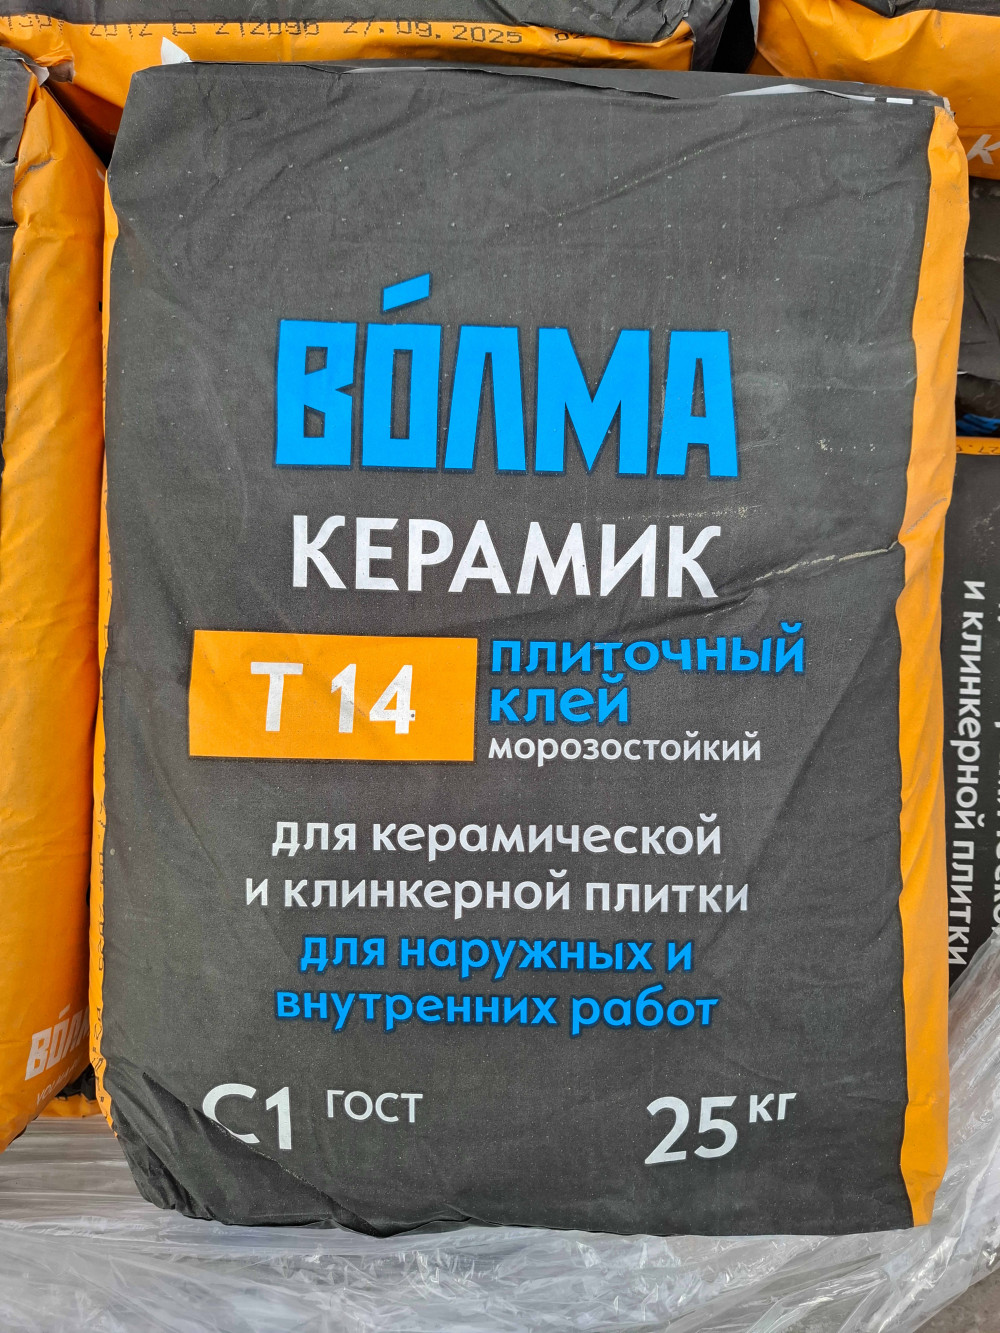 212096 27.09.2025
ВОЛМА
КЕРАМИК
Т 14
плиточный
клей
морозостойкий
для керамической
и клинкерной плитки
для наружных и
внутренних работ
С1 ГОСТ
25 кг
и клинкерной плитки